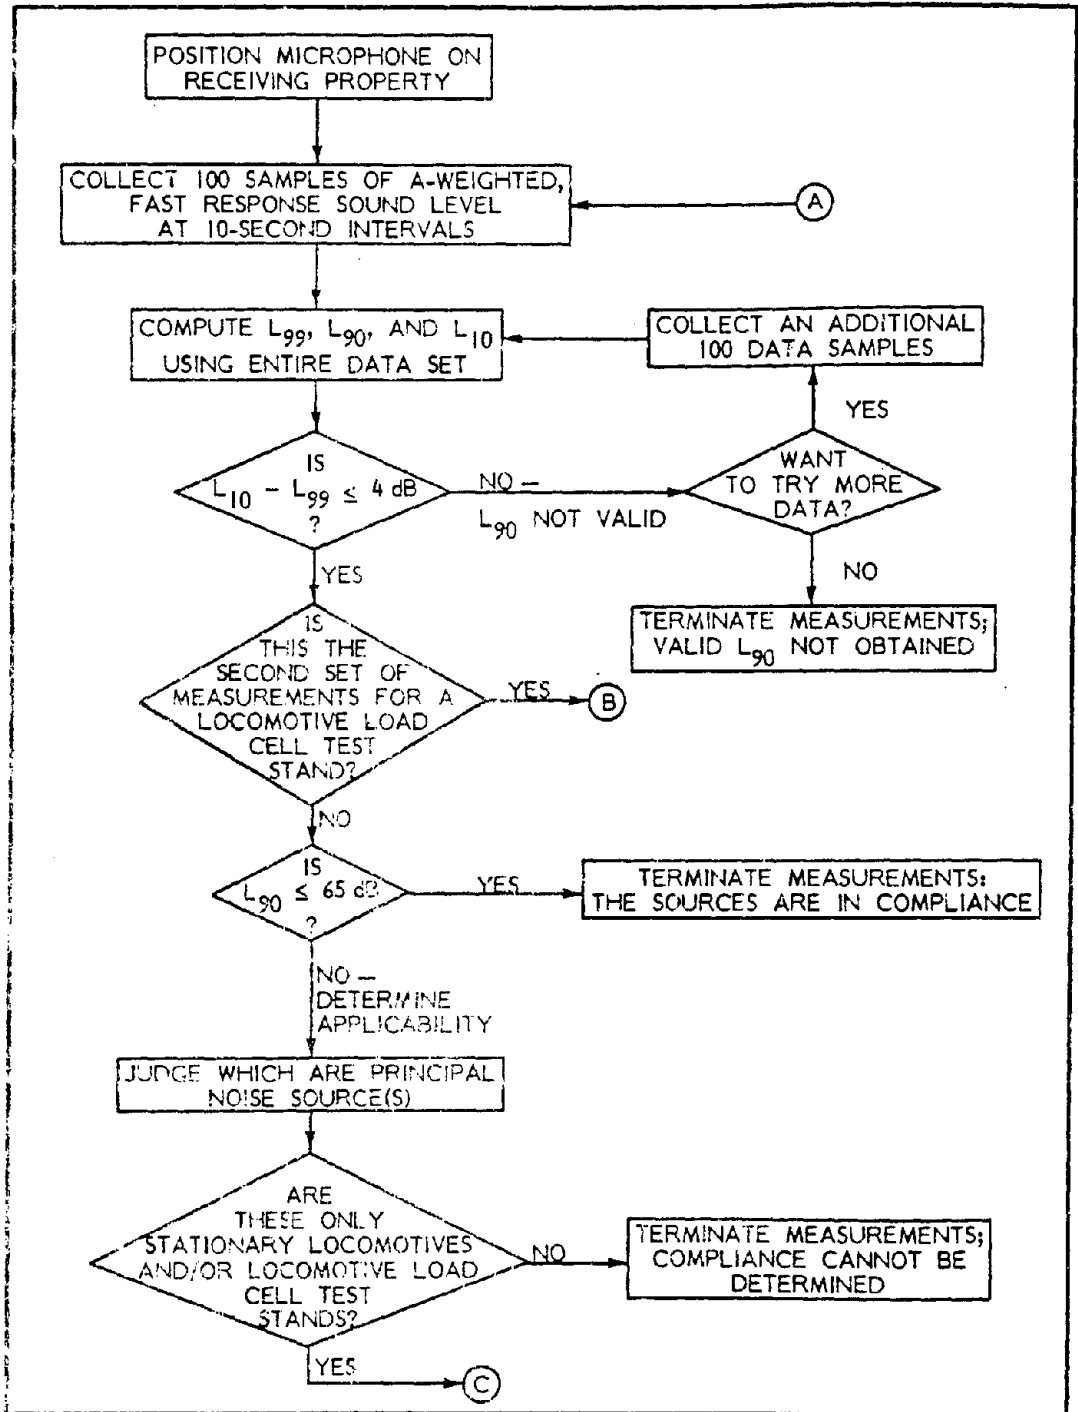 POSITION MICROPHONE ON
RECEIVING PROPERTY
COLLECT 100 SAMPLES OF A-WEIGHTED,
FAST RESPONSE SOUND LEVEL
AT 10-SECOND INTERVALS
A
COMPUTE L99, L90, AND L10
USING ENTIRE DATA SET
COLLECT AN ADDITIONAL
100 DATA SAMPLES
YES
IS
L10 – L99 ≤ 4 dB
?
NO –
L90 NOT VALID
WANT
TO TRY MORE
DATA?
YES
NO
TERMINATE MEASUREMENTS;
VALID L90 NOT OBTAINED
IS
THIS THE
SECOND SET OF
MEASUREMENTS FOR A
LOCOMOTIVE LOAD
CELL TEST
STAND?
YES
B
NO
IS
L90 ≤ 65 dB
?
YES
TERMINATE MEASUREMENTS:
THE SOURCES ARE IN COMPLIANCE
NO –
DETERMINE
APPLICABILITY
JUDGE WHICH ARE PRINCIPAL
NOISE SOURCE(S)
ARE
THESE ONLY
STATIONARY LOCOMOTIVES
AND/OR LOCOMOTIVE LOAD
CELL TEST
STANDS?
NO
TERMINATE MEASUREMENTS;
COMPLIANCE CANNOT BE
DETERMINED
YES
C